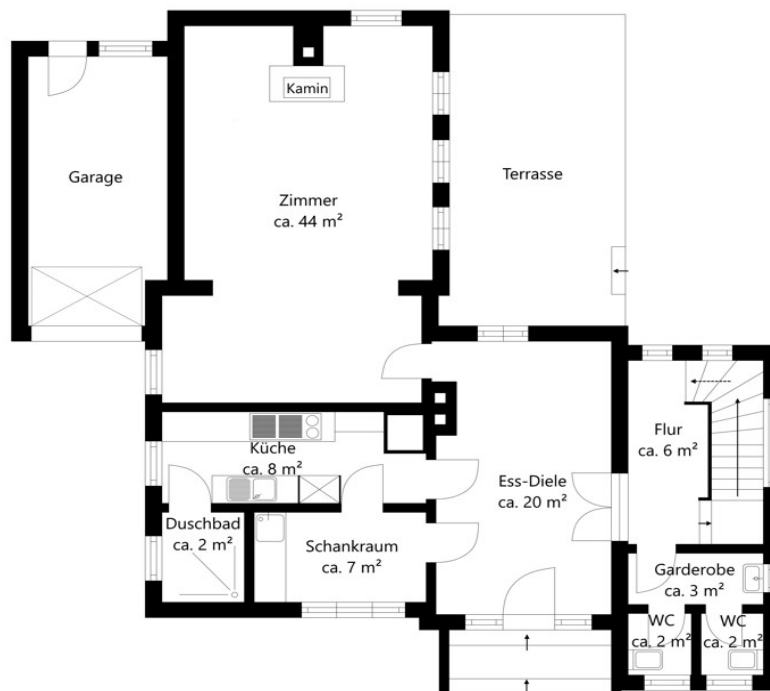 Kamin
Garage
Terrasse
Zimmer
ca. 44 m²
Flur
ca. 6 m²
Küche
ca. 8 m²
Ess-Diele
ca. 20 m²
Duschbad
ca. 2 m²
Schankraum
ca. 7 m²
Garderobe
ca. 3 m²
WC
ca. 2 m²
WC
ca. 2 m²